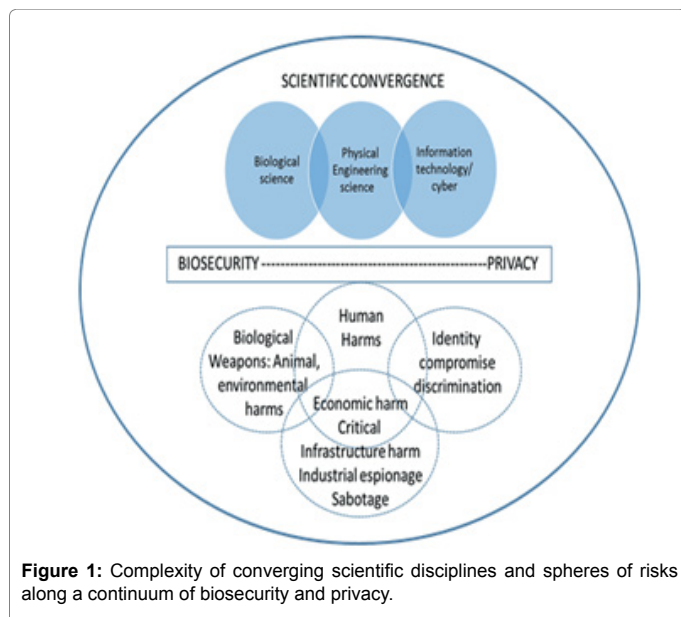 SCIENTIFIC CONVERGENCE
Biological
science
Physical
Engineering
science
Information
technology/
cyber
BIOSECURITY-----------------------------------------------PRIVACY
Human
Harms
Biological
Weapons: Animal,
environmental
harms
Identity
compromise
discrimination
Economic harm
Critical
Infrastructure harm
Industrial espionage
Sabotage
Figure 1: Complexity of converging scientific disciplines and spheres of risks
along a continuum of biosecurity and privacy.